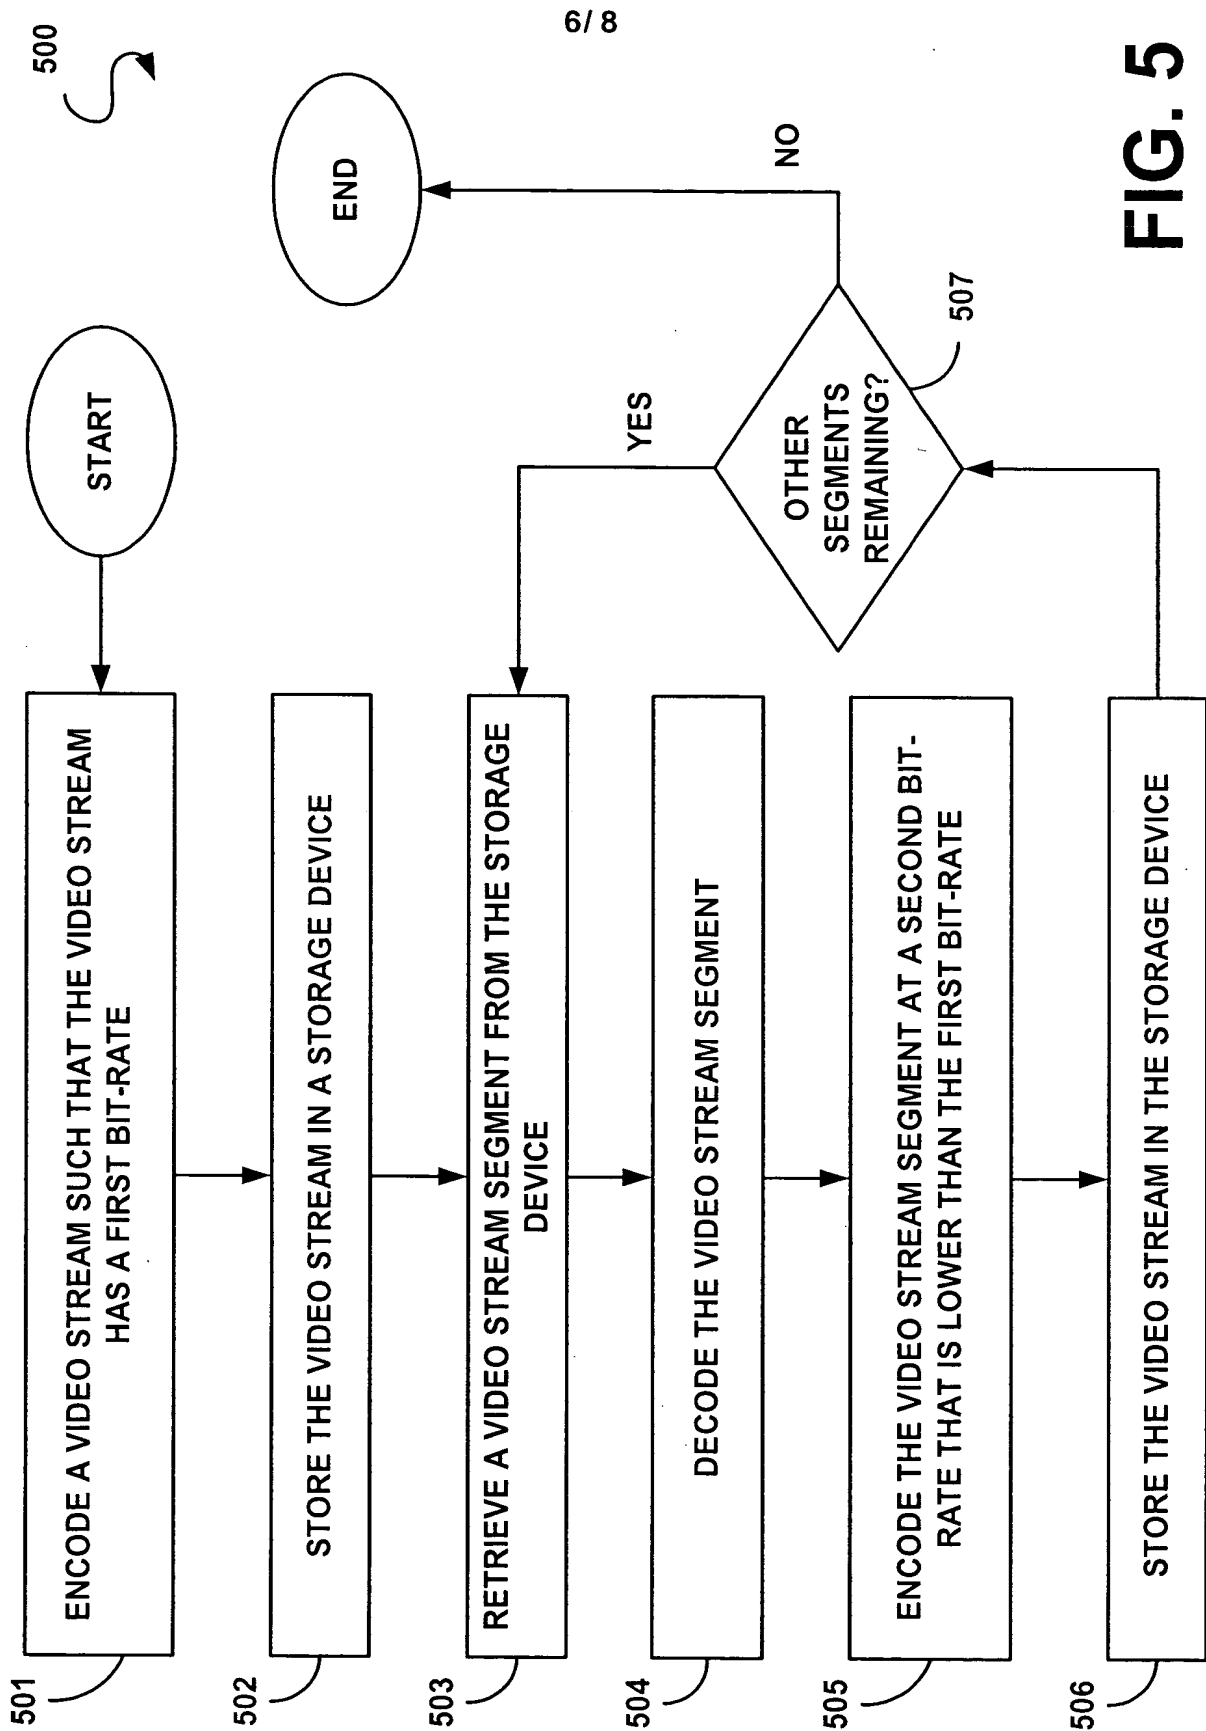 6/ 8
500
START
END
501
ENCODE A VIDEO STREAM SUCH THAT THE VIDEO STREAM
HAS A FIRST BIT-RATE
502
STORE THE VIDEO STREAM IN A STORAGE DEVICE
503
RETRIEVE A VIDEO STREAM SEGMENT FROM THE STORAGE
DEVICE
504
DECODE THE VIDEO STREAM SEGMENT
505
ENCODE THE VIDEO STREAM SEGMENT AT A SECOND BIT-
RATE THAT IS LOWER THAN THE FIRST BIT-RATE
506
STORE THE VIDEO STREAM IN THE STORAGE DEVICE
YES
OTHER
SEGMENTS
REMAINING?
507
NO
FIG. 5